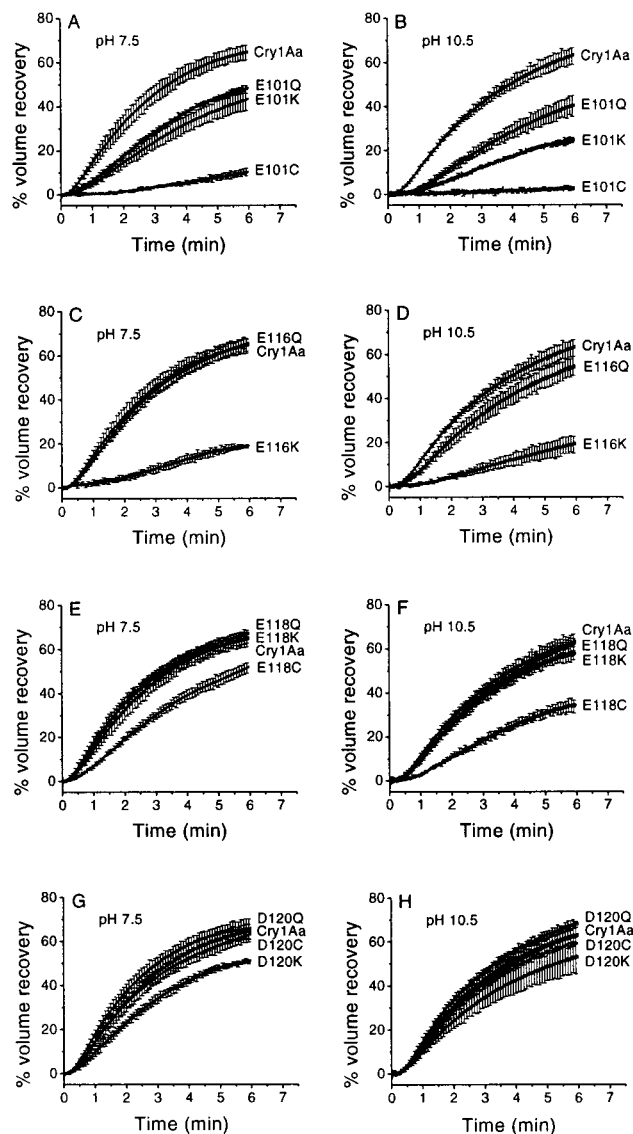 A
pH 7.5
% volume recovery
80
60
40
20
0
Cry1Aa
E101Q
E101K
E101C
0 1 2 3 4 5 6 7
Time (min)
B
pH 10.5
% volume recovery
80
60
40
20
0
Cry1Aa
E101Q
E101K
E101C
0 1 2 3 4 5 6 7
Time (min)
C
pH 7.5
% volume recovery
80
60
40
20
0
E116Q
Cry1Aa
E116K
0 1 2 3 4 5 6 7
Time (min)
D
pH 10.5
% volume recovery
80
60
40
20
0
Cry1Aa
E116Q
E116K
0 1 2 3 4 5 6 7
Time (min)
E
pH 7.5
% volume recovery
80
60
40
20
0
E118Q
E118K
Cry1Aa
E118C
0 1 2 3 4 5 6 7
Time (min)
F
pH 10.5
% volume recovery
80
60
40
20
0
Cry1Aa
E118Q
E118K
E118C
0 1 2 3 4 5 6 7
Time (min)
G
pH 7.5
% volume recovery
80
60
40
20
0
D120Q
Cry1Aa
D120C
D120K
0 1 2 3 4 5 6 7
Time (min)
H
pH 10.5
% volume recovery
80
60
40
20
0
D120Q
Cry1Aa
D120C
D120K
0 1 2 3 4 5 6 7
Time (min)